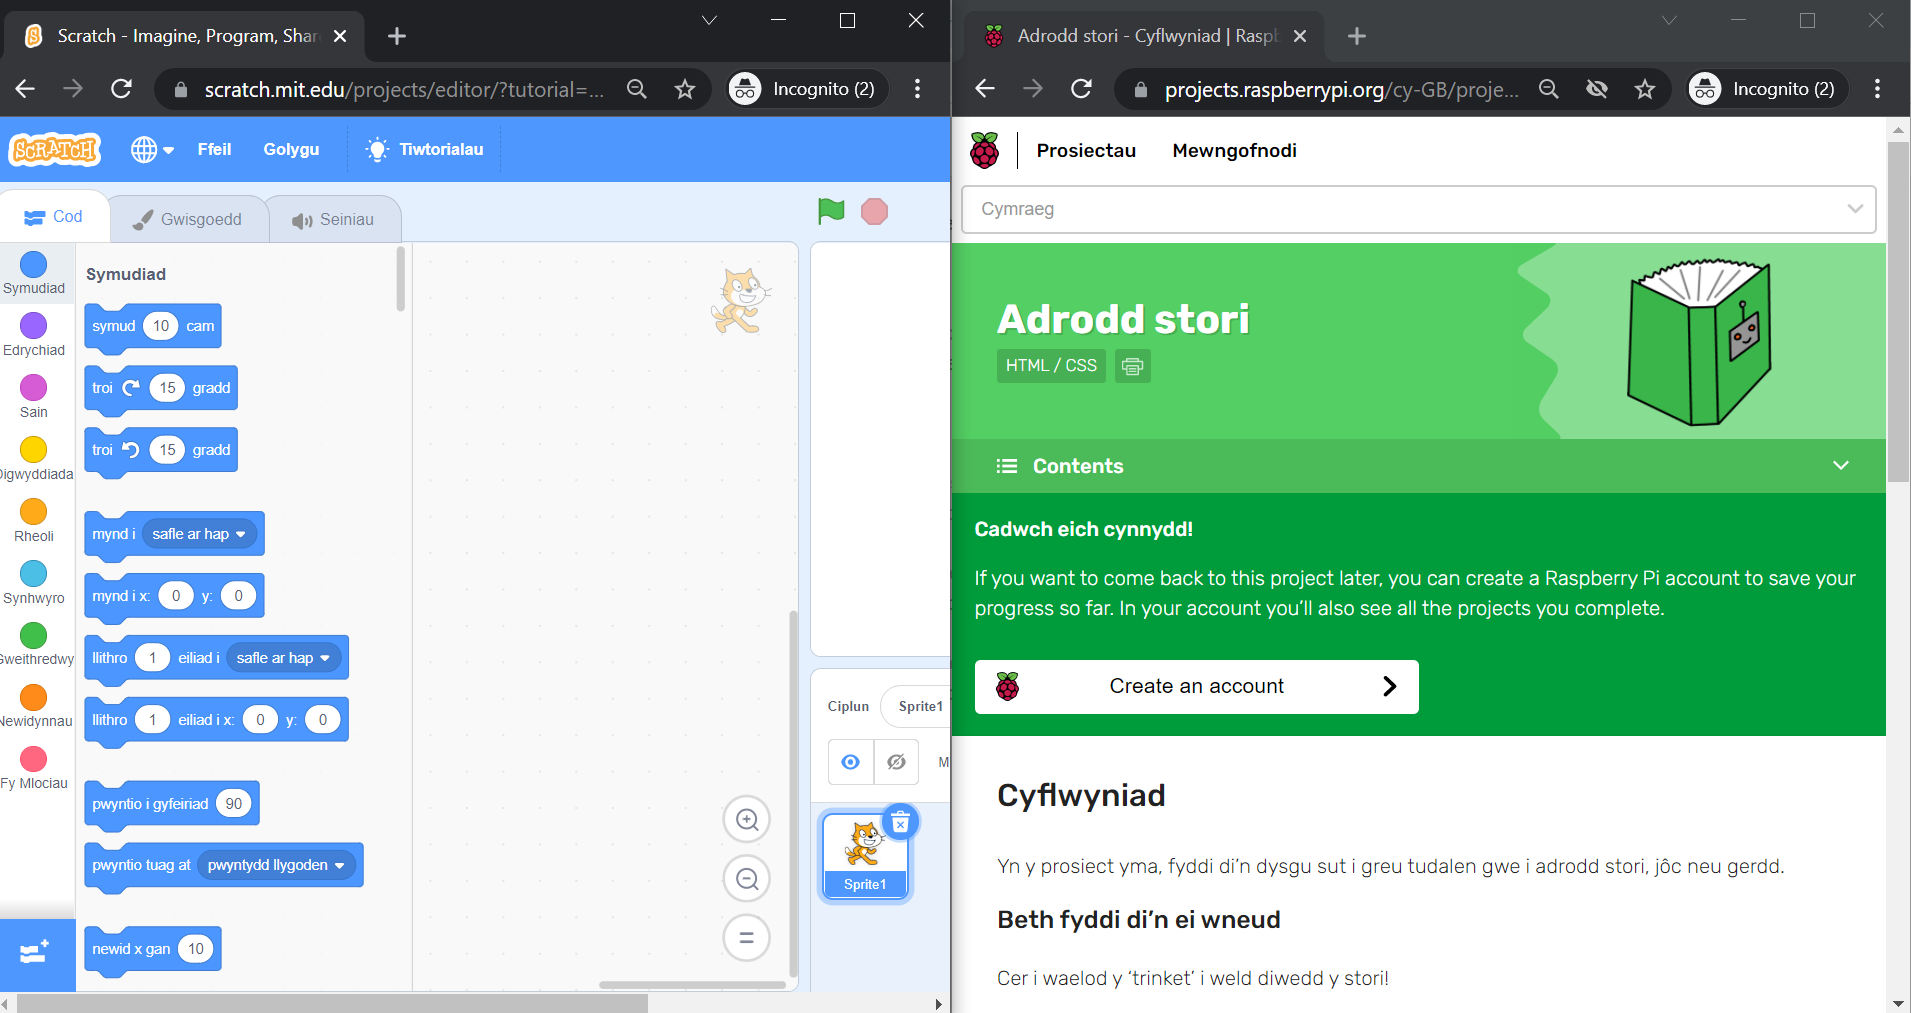 Scratch - Imagine, Program, Shar
scratch.mit.edu/projects/editor/?tutorial=...
Incognito (2)
SCRATCH
Ffeil
Golygu
Tiwtorialau
Cod
Gwisgoedd
Seiniau
Symudiad
Edrychiad
Sain
Digwyddiada
Rheoli
Synhwyro
Gweithredwy
Newidynnau
Fy Mlociau
Symudiad
symud 10 cam
troi 15 gradd
troi 15 gradd
mynd i safle ar hap
mynd i x: 0 y: 0
llithro 1 eiliad i safle ar hap
llithro 1 eiliad i x: 0 y: 0
pwyntio i gyfeiriad 90
pwyntio tuag at pwyntydd llygoden
newid x gan 10
Ciplun Sprite1
M
Sprite1
Adrodd stori - Cyflwyniad | Raspb
projects.raspberrypi.org/cy-GB/proje...
Incognito (2)
Prosiectau
Mewngofnodi
Cymraeg
Adrodd stori
HTML / CSS
Contents
Cadwch eich cynnydd!
If you want to come back to this project later, you can create a Raspberry Pi account to save your
progress so far. In your account you’ll also see all the projects you complete.
Create an account
Cyflwyniad
Yn y prosiect yma, fyddi di’n dysgu sut i greu tudalen gwe i adrodd stori, jôc neu gerdd.
Beth fyddi di’n ei wneud
Cer i waelod y ‘trinket’ i weld diwedd y stori!